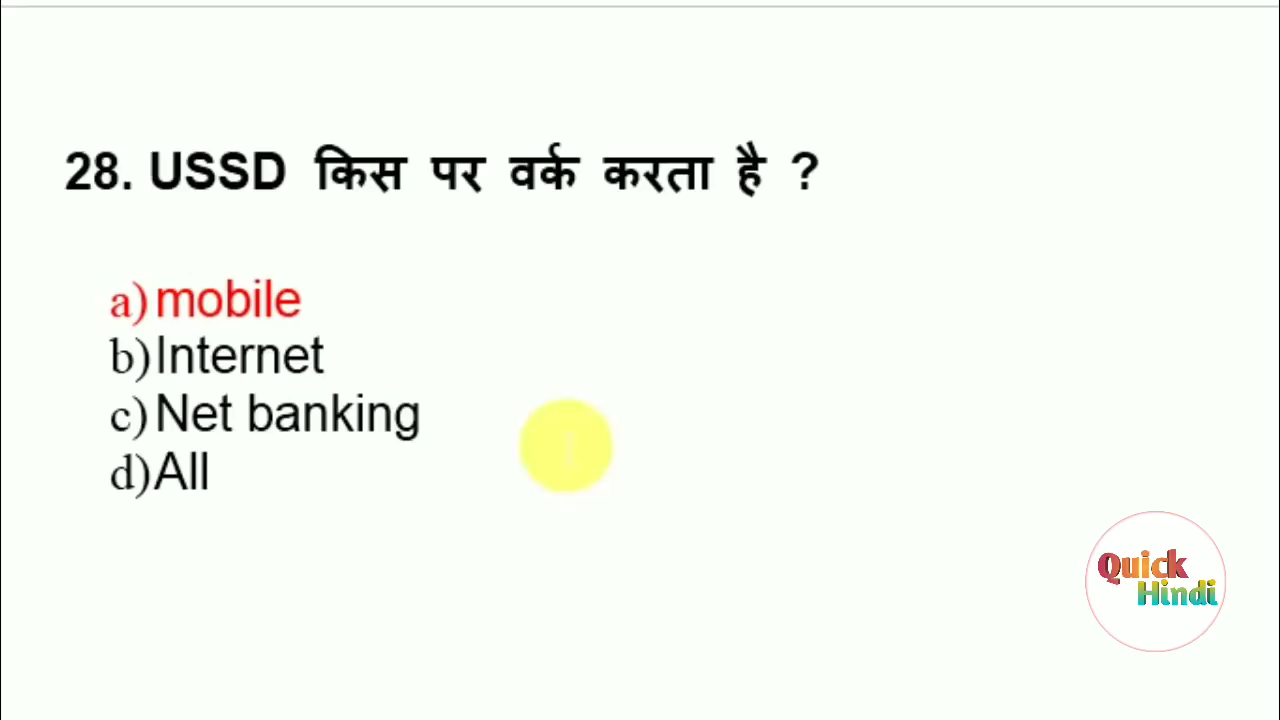 28. USSD किस पर वर्क करता है ?
a) mobile
b) Internet
c) Net banking
d) All
Quick
Hindi